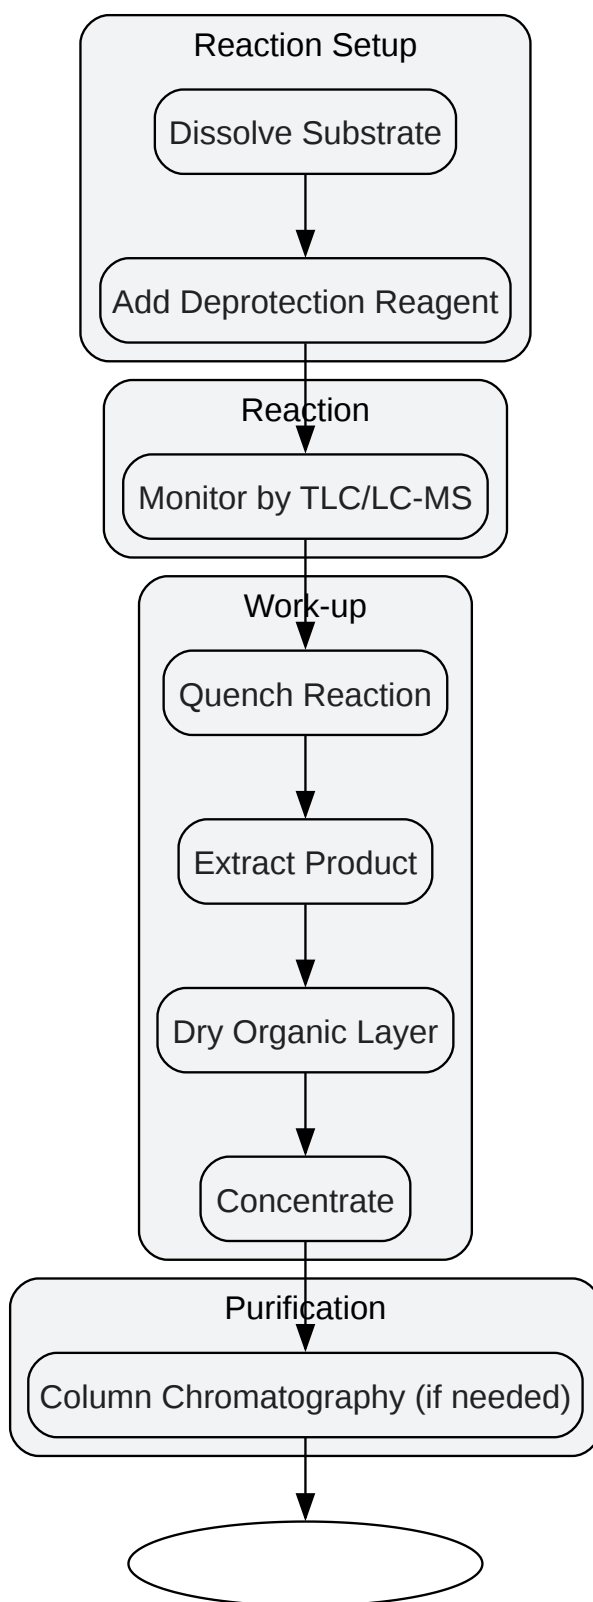 Reaction Setup
Dissolve Substrate
Add Deprotection Reagent
Reaction
Monitor by TLC/LC-MS
Work-up
Quench Reaction
Extract Product
Dry Organic Layer
Concentrate
Purification
Column Chromatography (if needed)